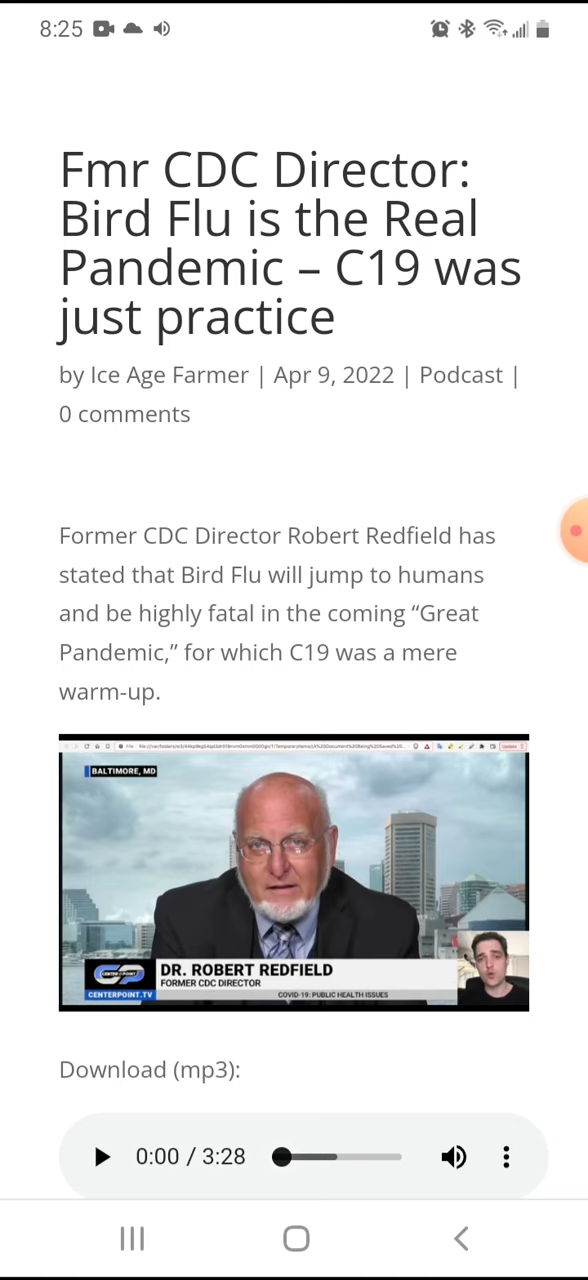 8:25
Fmr CDC Director:
Bird Flu is the Real
Pandemic – C19 was
just practice
by Ice Age Farmer | Apr 9, 2022 | Podcast |
0 comments
Former CDC Director Robert Redfield has
stated that Bird Flu will jump to humans
and be highly fatal in the coming “Great
Pandemic,” for which C19 was a mere
warm-up.
BALTIMORE, MD
CENTERPOINT
DR. ROBERT REDFIELD
FORMER CDC DIRECTOR
CENTERPOINT.TV
COVID-19: PUBLIC HEALTH ISSUES
Download (mp3):
0:00 / 3:28